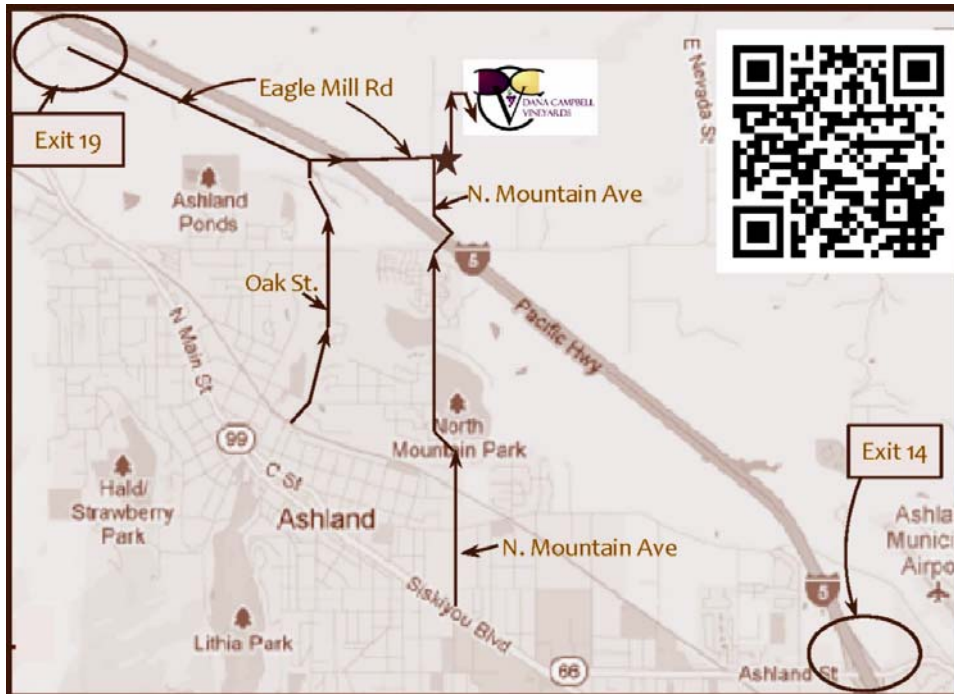 Eagle Mill Rd
E Nevada St
DANA CAMPBELL
VINEYARDS
Exit 19
Ashland
Ponds
N. Mountain Ave
5
Oak St.
N Main St
Pacific Hwy
99
North
Mountain Park
Exit 14
C St
Hald/
Strawberry
Park
Ashland
Ashla
Munici
Airpo
N. Mountain Ave
Siskiyou Blvd
5
Lithia Park
66
Ashland St